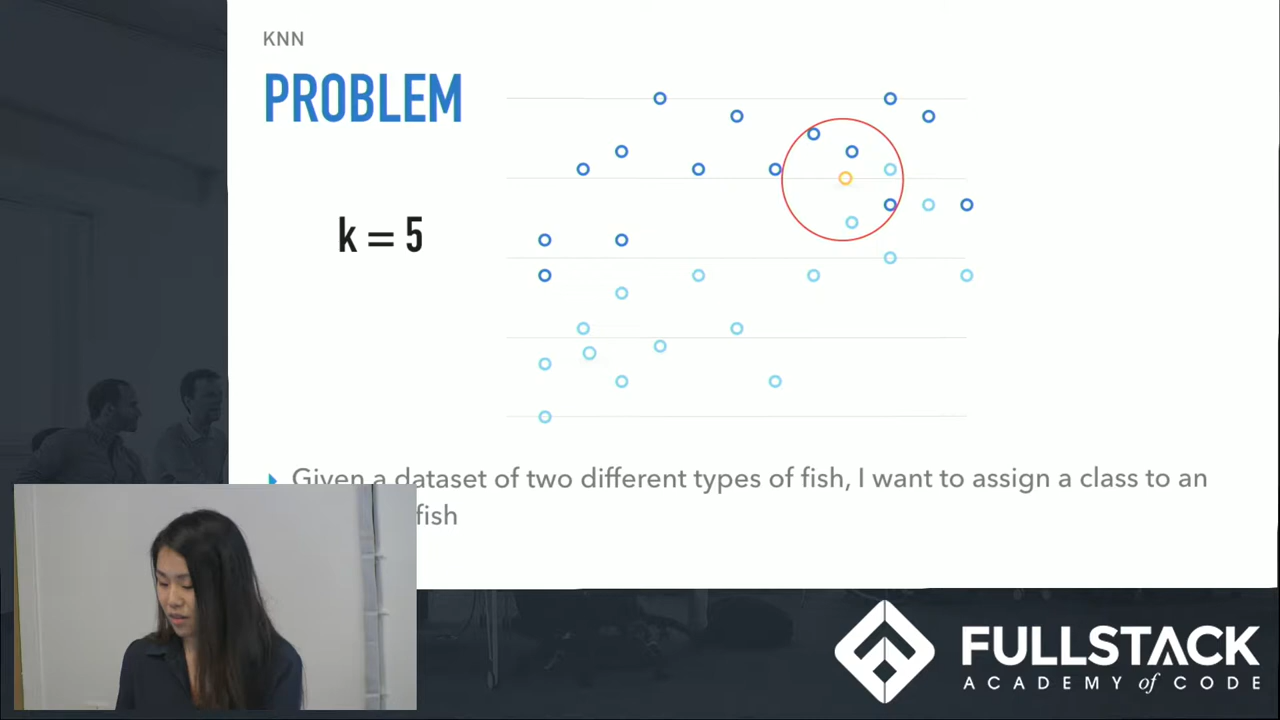 KNN
PROBLEM
k = 5
Given a dataset of two different types of fish, I want to assign a class to an
fish
FULLSTACK
ACADEMY of CODE